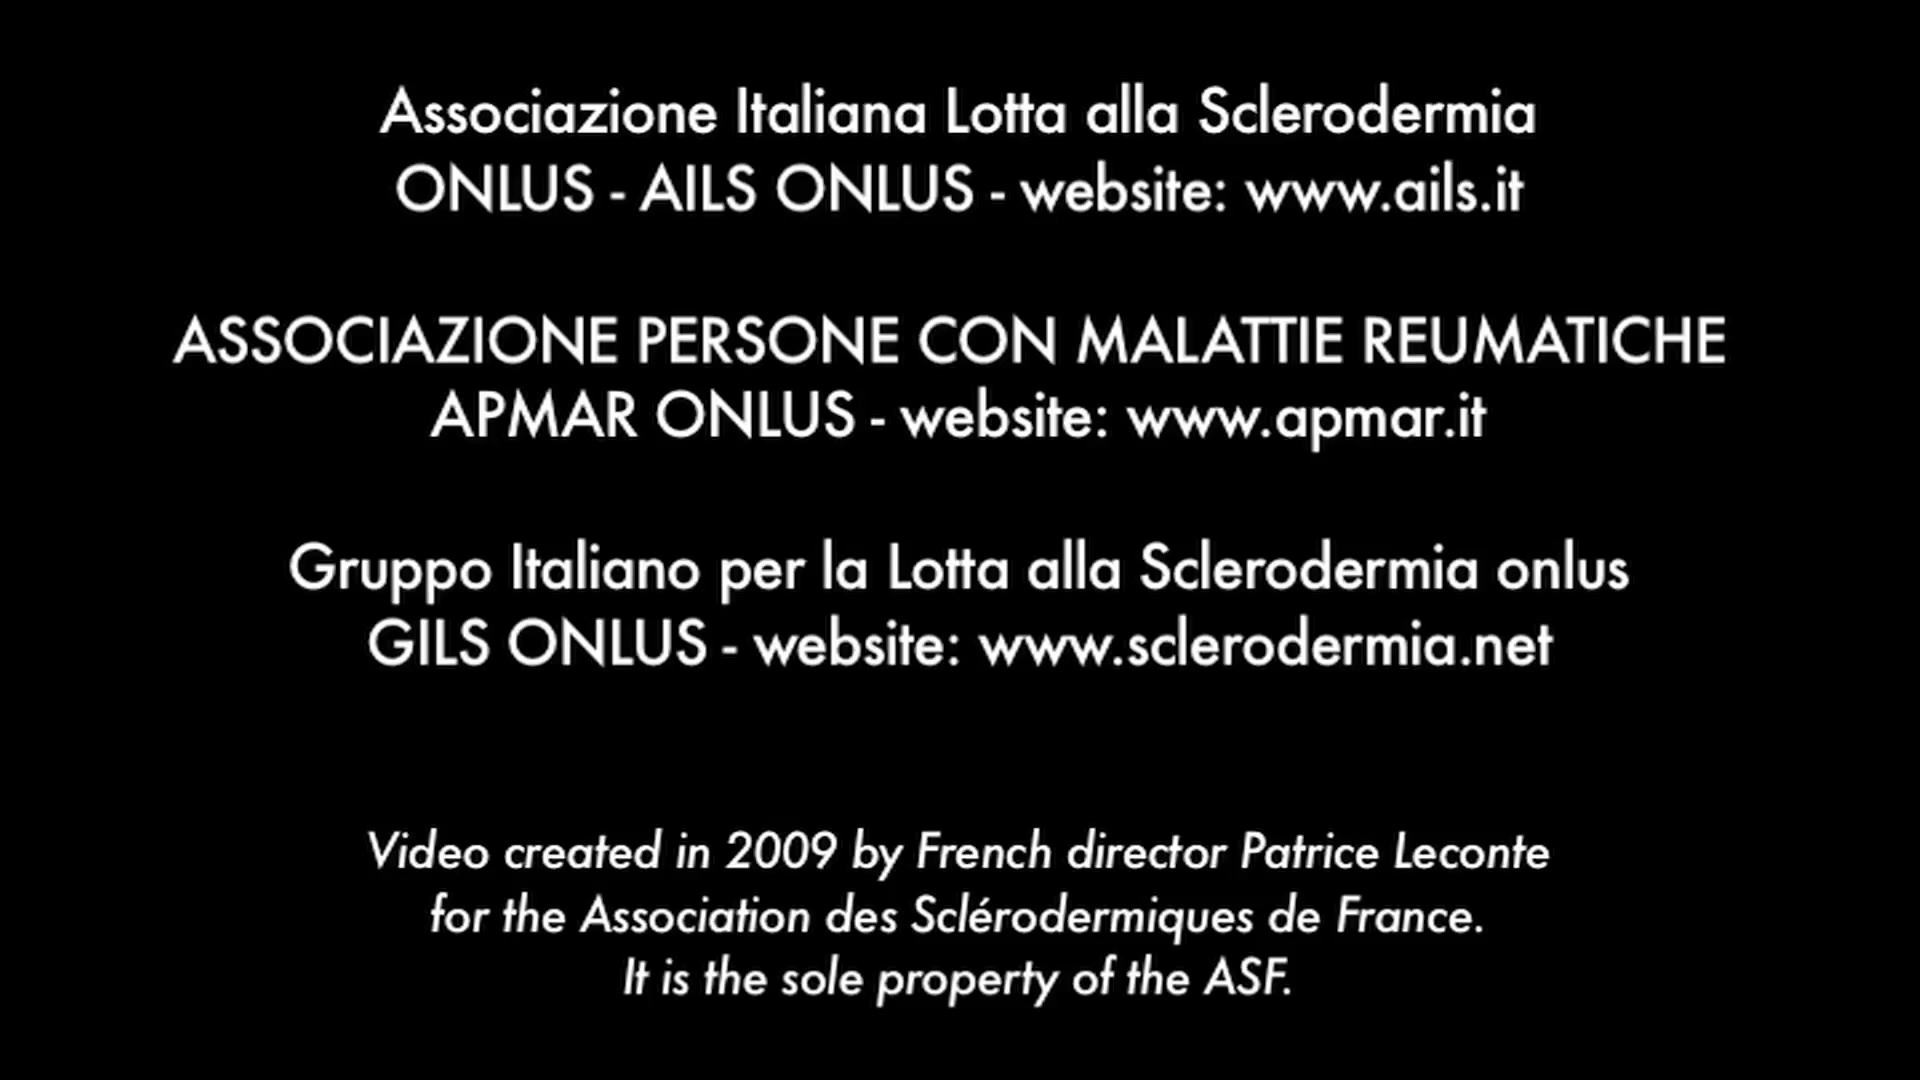 Associazione Italiana Lotta alla Sclerodermia
ONLUS - AILS ONLUS - website: www.ails.it
ASSOCIAZIONE PERSONE CON MALATTIE REUMATICHE
APMAR ONLUS - website: www.apmar.it
Gruppo Italiano per la Lotta alla Sclerodermia onlus
GILS ONLUS - website: www.sclerodermia.net
Video created in 2009 by French director Patrice Leconte
for the Association des Sclérodermiques de France.
It is the sole property of the ASF.